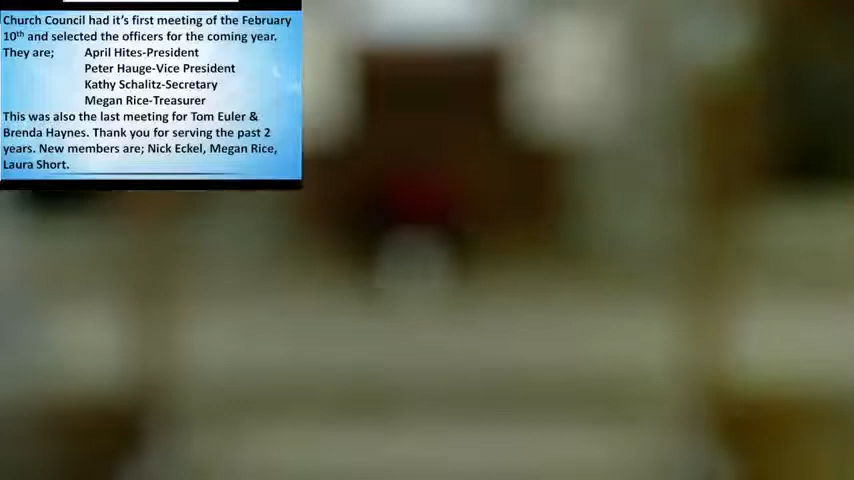 Church Council had it's first meeting of the February
10th and selected the officers for the coming year.
They are; April Hites-President
Peter Hauge-Vice President
Kathy Schalitz-Secretary
Megan Rice-Treasurer
This was also the last meeting for Tom Euler &
Brenda Haynes. Thank you for serving the past 2
years. New members are; Nick Eckel, Megan Rice,
Laura Short.